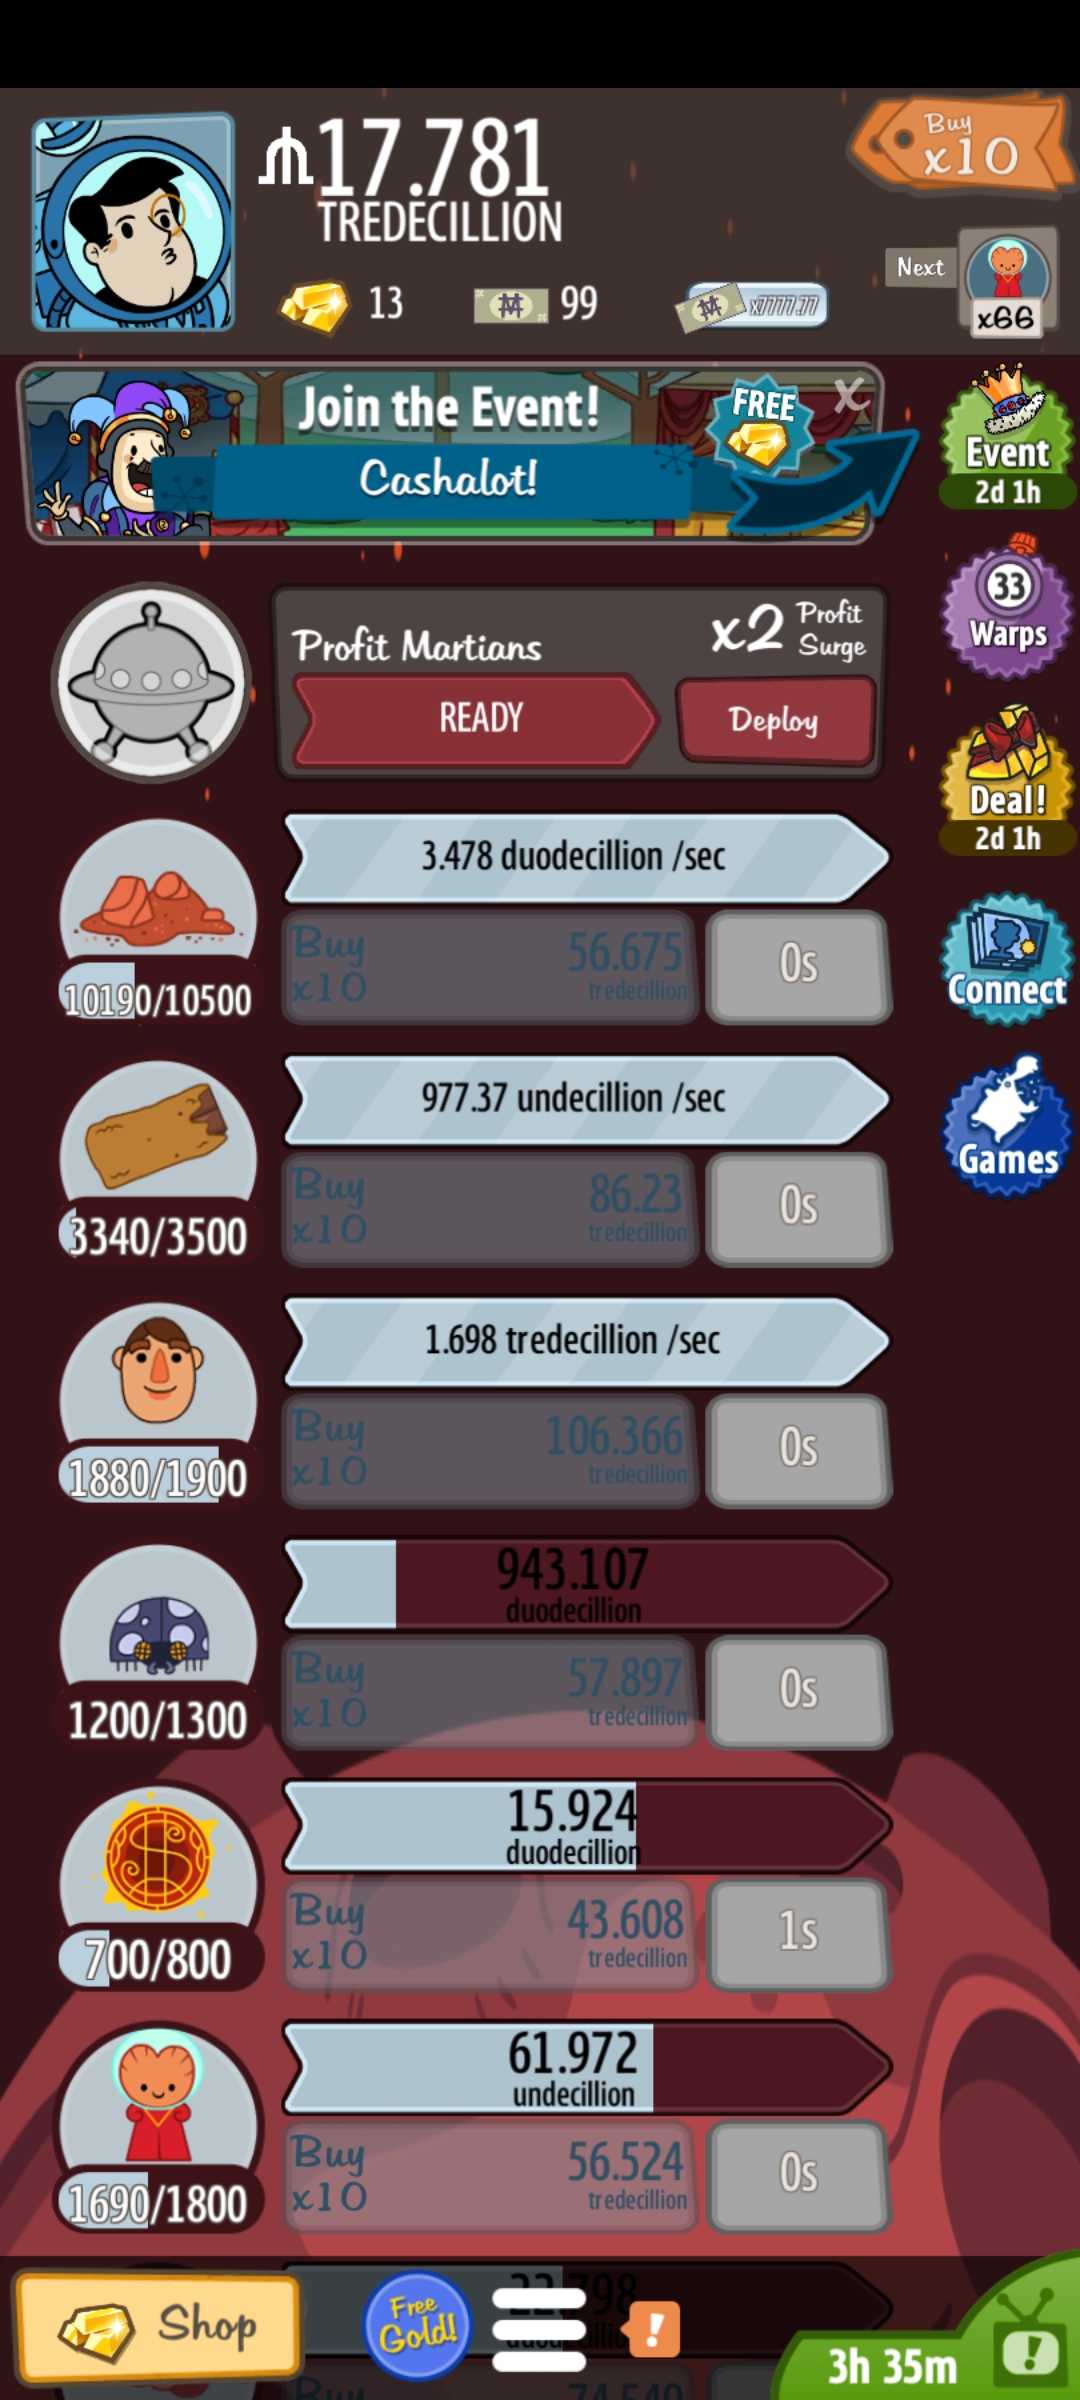 17.781
TREDECILLION
Buy
x10
13
99
x7777.77
Next
x66
Join the Event!
Cashalot!
FREE
X
Event
2d 1h
33
Warps
Profit Martians
x2 Profit
Surge
READY
Deploy
Deal!
2d 1h
3.478 duodecillion /sec
Buy
x10
56.675
tredecillion
0s
10190/10500
Connect
977.37 undecillion /sec
Buy
x10
86.23
tredecillion
0s
3340/3500
Games
1.698 tredecillion /sec
Buy
x10
106.366
tredecillion
0s
1880/1900
943.107
duodecillion
Buy
x10
57.897
tredecillion
0s
1200/1300
15.924
duodecillion
Buy
x10
43.608
tredecillion
1s
700/800
61.972
undecillion
Buy
x10
56.524
tredecillion
0s
1690/1800
Shop
Free
Gold!
!
3h 35m
!
Buy